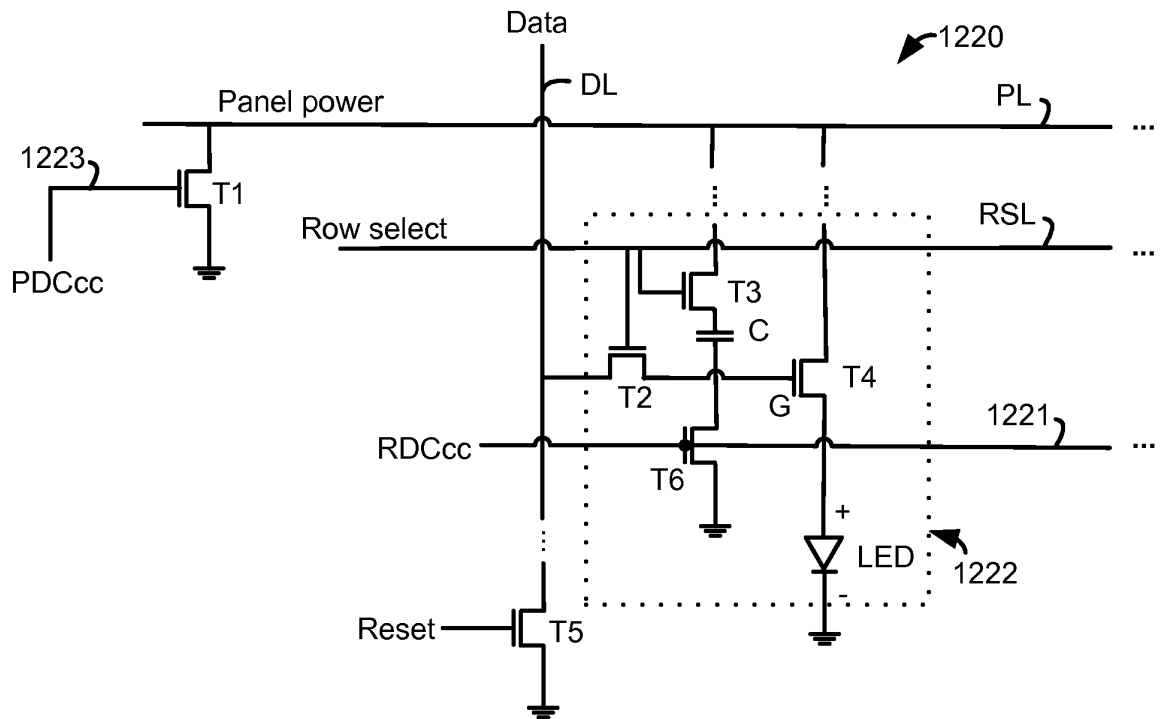 Data
1220
DL
Panel power
PL
...
1223
T1
PDCcc
Row select
RSL
...
T3
C
T2
G
T4
RDCcc
1221
...
T6
+
LED
1222
-
Reset
T5